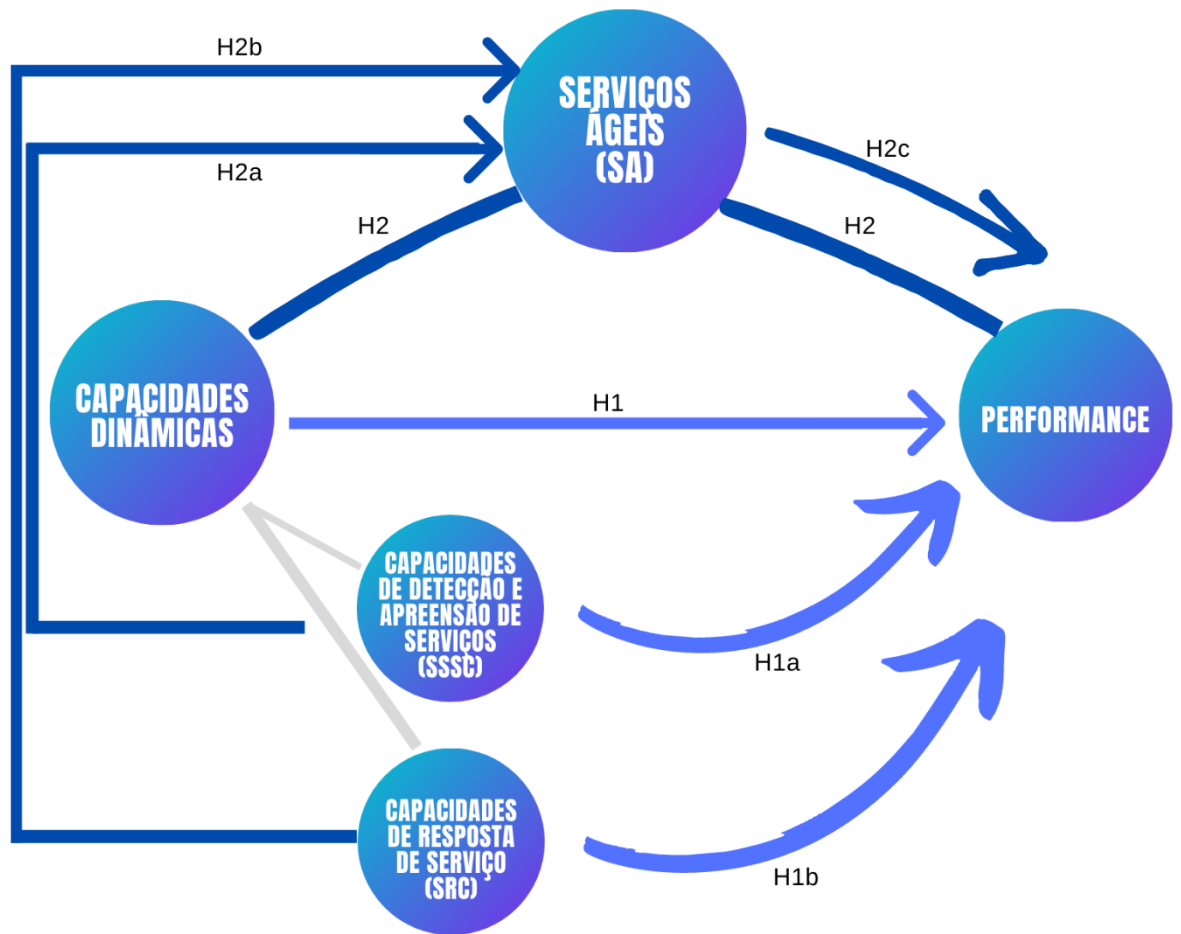 H2b
SERVIÇOS
ÁGEIS
(SA)
H2c
H2a
H2
H2
CAPACIDADES
DINÂMICAS
H1
PERFORMANCE
CAPACIDADES
DE DETECÇÃO E
APREENSÃO DE
SERVIÇOS
(SSSC)
H1a
CAPACIDADES
DE RESPOSTA
DE SERVIÇO
(SRC)
H1b